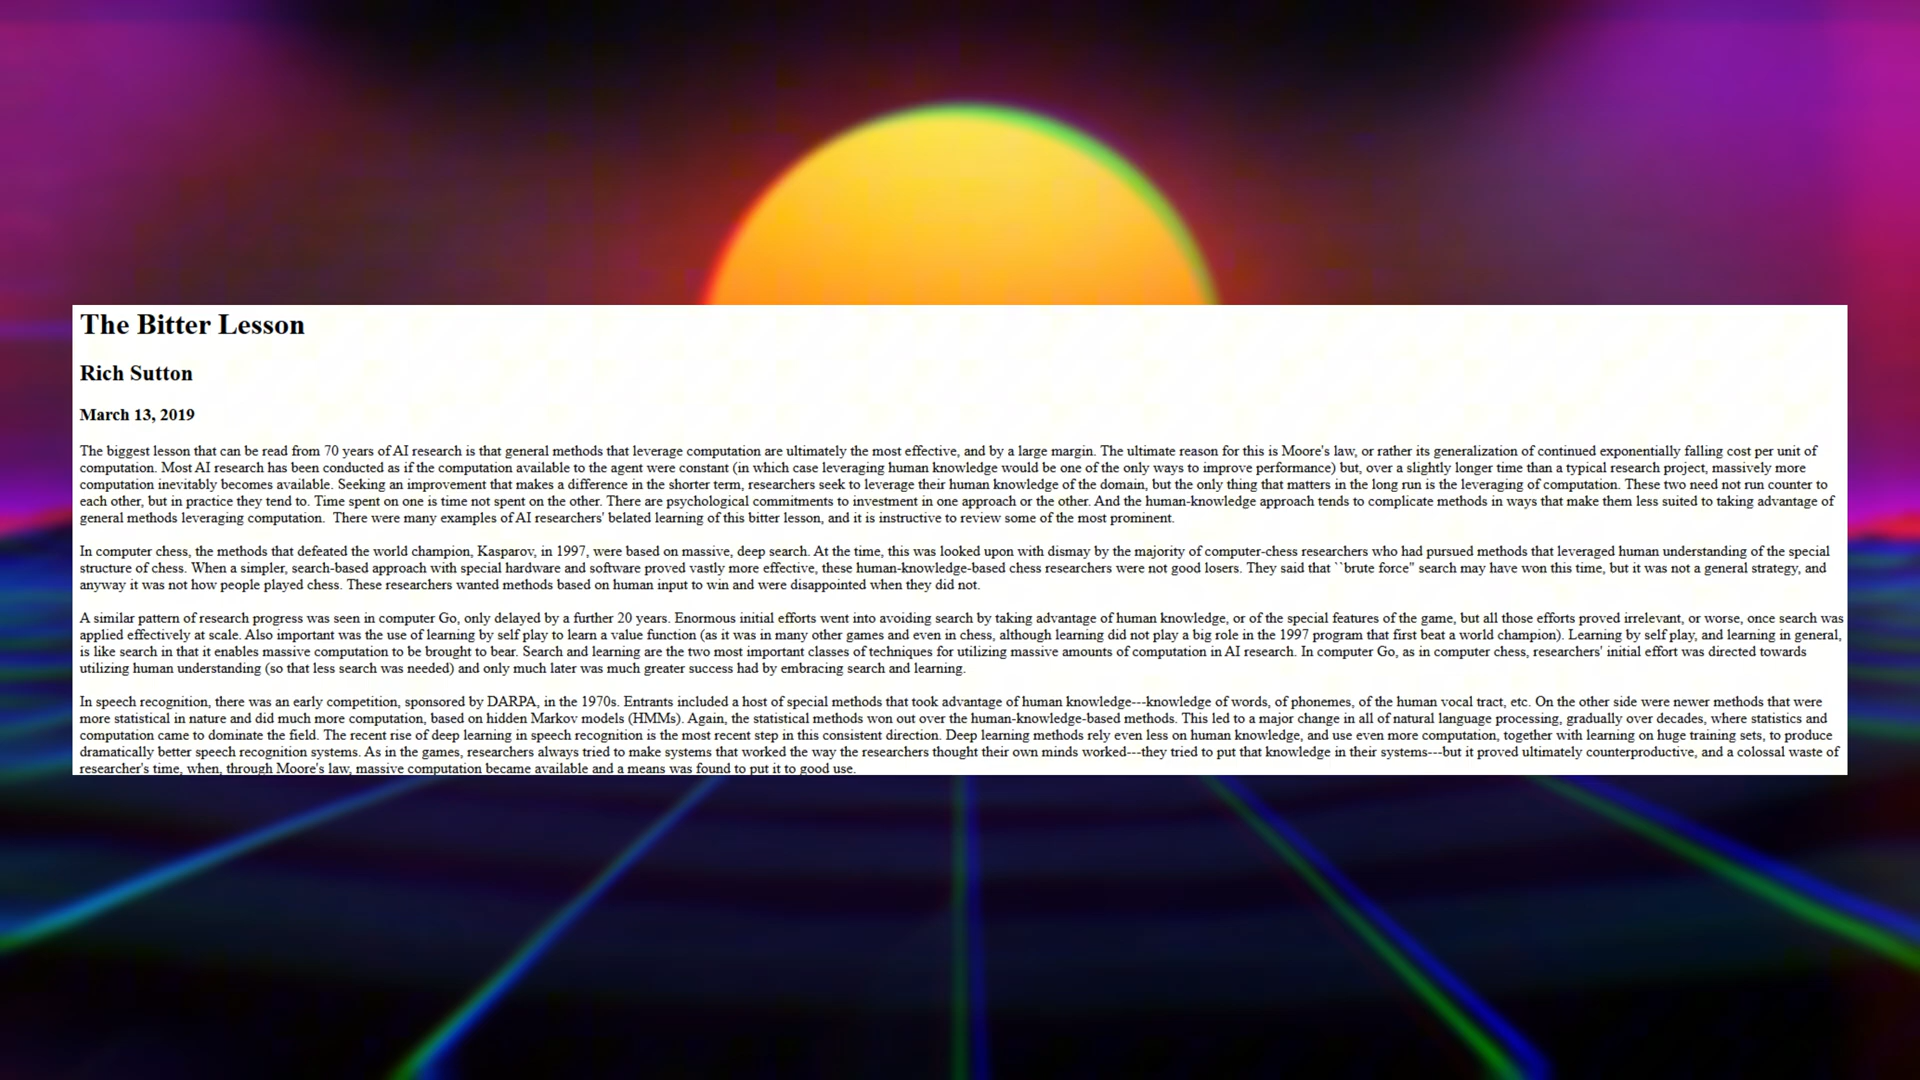 The Bitter Lesson
Rich Sutton
March 13, 2019
The biggest lesson that can be read from 70 years of AI research is that general methods that leverage computation are ultimately the most effective, and by a large margin. The ultimate reason for this is Moore's law, or rather its generalization of continued exponentially falling cost per unit of
computation. Most AI research has been conducted as if the computation available to the agent were constant (in which case leveraging human knowledge would be one of the only ways to improve performance) but, over a slightly longer time than a typical research project, massively more
computation inevitably becomes available. Seeking an improvement that makes a difference in the shorter term, researchers seek to leverage their human knowledge of the domain, but the only thing that matters in the long run is the leveraging of computation. These two need not run counter to
each other, but in practice they tend to. Time spent on one is time not spent on the other. There are psychological commitments to investment in one approach or the other. And the human-knowledge approach tends to complicate methods in ways that make them less suited to taking advantage of
general methods leveraging computation.  There were many examples of AI researchers' belated learning of this bitter lesson, and it is instructive to review some of the most prominent.
In computer chess, the methods that defeated the world champion, Kasparov, in 1997, were based on massive, deep search. At the time, this was looked upon with dismay by the majority of computer-chess researchers who had pursued methods that leveraged human understanding of the special
structure of chess. When a simpler, search-based approach with special hardware and software proved vastly more effective, these human-knowledge-based chess researchers were not good losers. They said that ``brute force" search may have won this time, but it was not a general strategy, and
anyway it was not how people played chess. These researchers wanted methods based on human input to win and were disappointed when they did not.
A similar pattern of research progress was seen in computer Go, only delayed by a further 20 years. Enormous initial efforts went into avoiding search by taking advantage of human knowledge, or of the special features of the game, but all those efforts proved irrelevant, or worse, once search was
applied effectively at scale. Also important was the use of learning by self play to learn a value function (as it was in many other games and even in chess, although learning did not play a big role in the 1997 program that first beat a world champion). Learning by self play, and learning in general,
is like search in that it enables massive computation to be brought to bear. Search and learning are the two most important classes of techniques for utilizing massive amounts of computation in AI research. In computer Go, as in computer chess, researchers' initial effort was directed towards
utilizing human understanding (so that less search was needed) and only much later was much greater success had by embracing search and learning.
In speech recognition, there was an early competition, sponsored by DARPA, in the 1970s. Entrants included a host of special methods that took advantage of human knowledge---knowledge of words, of phonemes, of the human vocal tract, etc. On the other side were newer methods that were
more statistical in nature and did much more computation, based on hidden Markov models (HMMs). Again, the statistical methods won out over the human-knowledge-based methods. This led to a major change in all of natural language processing, gradually over decades, where statistics and
computation came to dominate the field. The recent rise of deep learning in speech recognition is the most recent step in this consistent direction. Deep learning methods rely even less on human knowledge, and use even more computation, together with learning on huge training sets, to produce
dramatically better speech recognition systems. As in the games, researchers always tried to make systems that worked the way the researchers thought their own minds worked---they tried to put that knowledge in their systems---but it proved ultimately counterproductive, and a colossal waste of
researcher's time, when, through Moore's law, massive computation became available and a means was found to put it to good use.